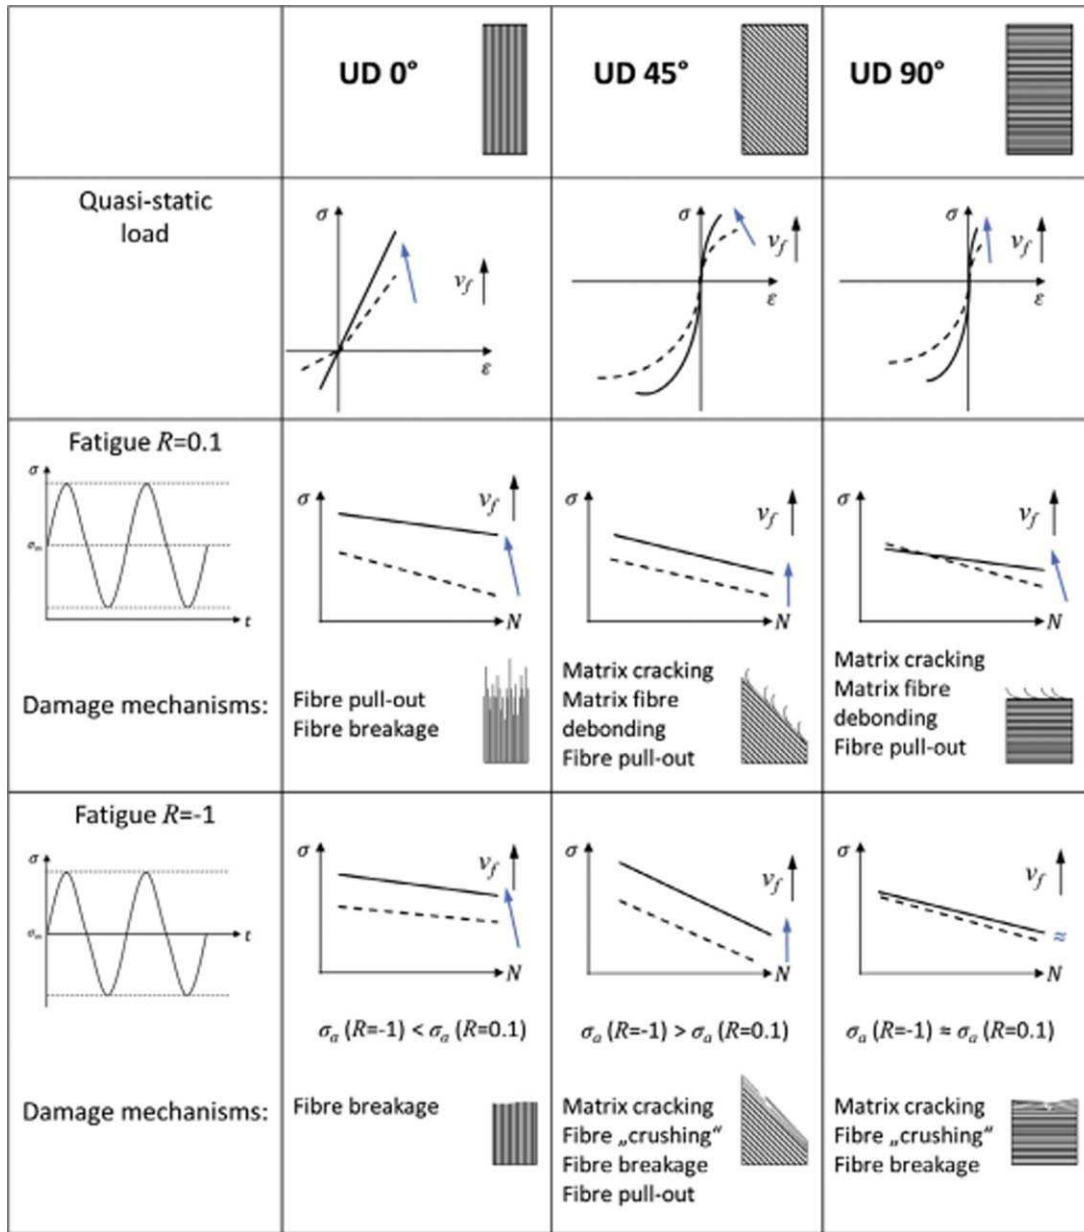 UD 0°
UD 45°
UD 90°
Quasi-static
load
σ
v_f
ε
σ
v_f
ε
σ
v_f
ε
Fatigue R=0.1
σ
σ_m
t
σ
v_f
N
σ
v_f
N
σ
v_f
N
Damage mechanisms:
Fibre pull-out
Fibre breakage
Matrix cracking
Matrix fibre
debonding
Fibre pull-out
Matrix cracking
Matrix fibre
debonding
Fibre pull-out
Fatigue R=-1
σ
σ_m
t
σ
v_f
N
σ_a (R=-1) < σ_a (R=0.1)
σ
v_f
N
σ_a (R=-1) > σ_a (R=0.1)
σ
v_f
≈
N
σ_a (R=-1) ≈ σ_a (R=0.1)
Damage mechanisms:
Fibre breakage
Matrix cracking
Fibre „crushing“
Fibre breakage
Fibre pull-out
Matrix cracking
Fibre „crushing“
Fibre breakage